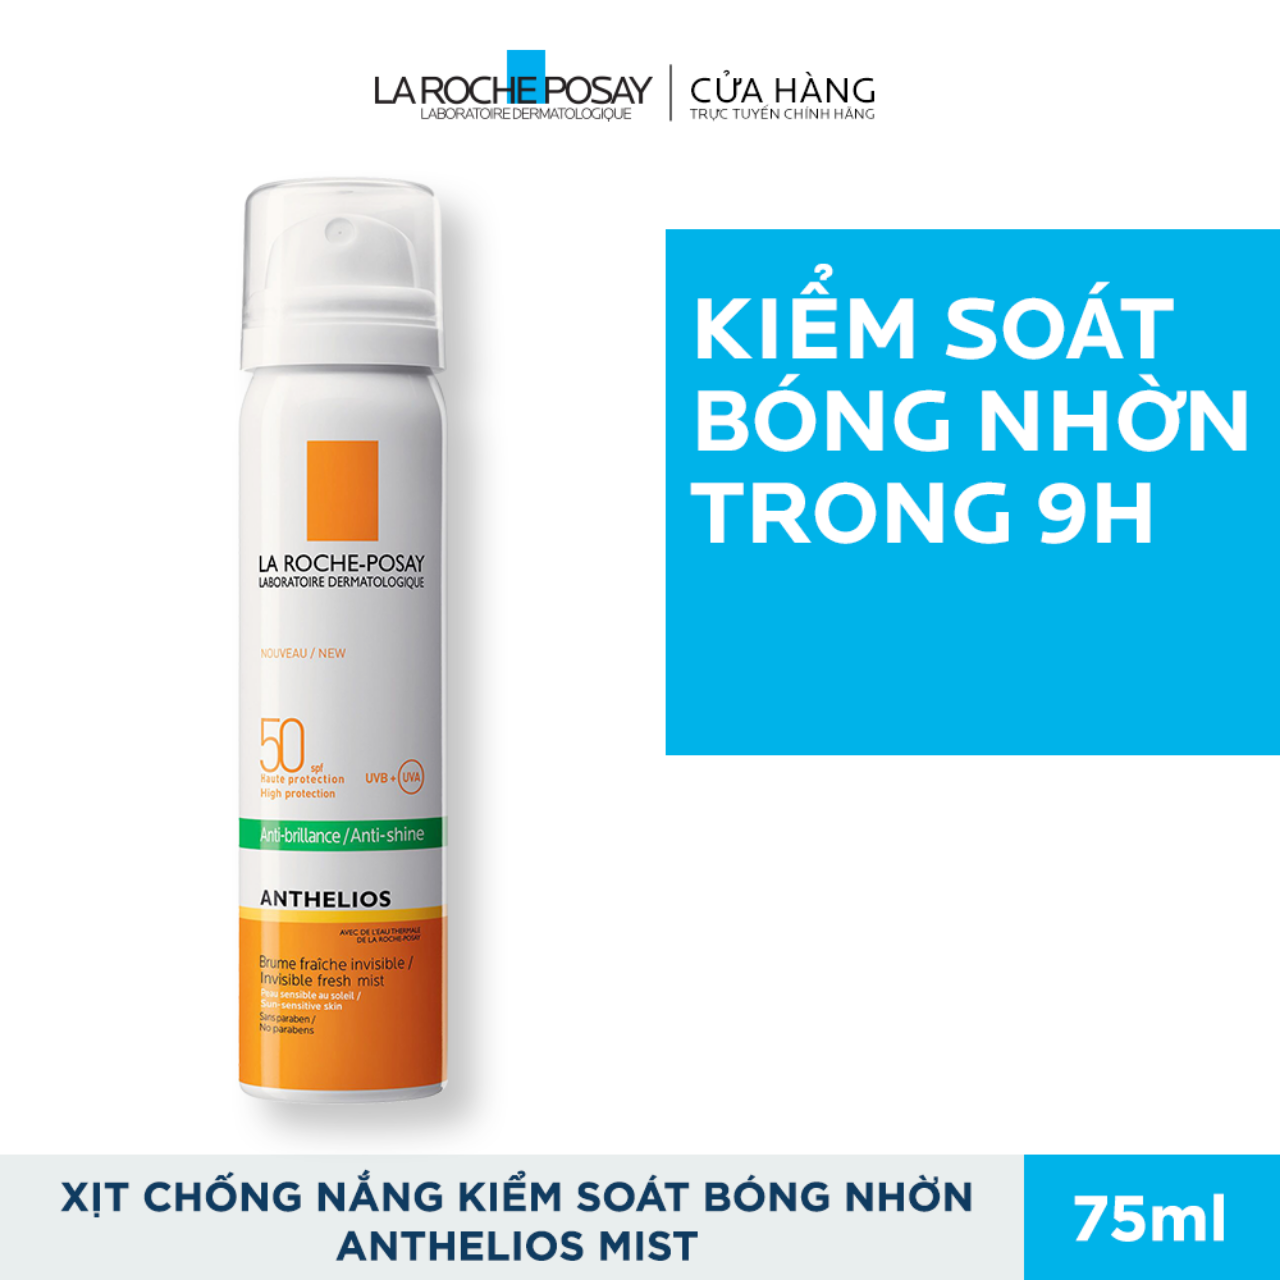 LA ROCHE POSAY
LABORATOIRE DERMATOLOGIQUE
CỬA HÀNG
TRỰC TUYẾN CHÍNH HÃNG
KIỂM SOÁT
BÓNG NHỜN
TRONG 9H
LA ROCHE-POSAY
LABORATOIRE DERMATOLOGIQUE
NOUVEAU / NEW
50 spf
Haute protection
High protection
UVB + UVA
Anti-brillance/Anti-shine
ANTHELIOS
AVEC DE L'EAU THERMALE
DE LA ROCHE-POSAY
Brume fraîche invisible /
Invisible fresh mist
Peau sensible au soleil /
Sun-sensitive skin
Sans paraben /
No parabens
XỊT CHỐNG NẮNG KIỂM SOÁT BÓNG NHỜN
ANTHELIOS MIST
75ml